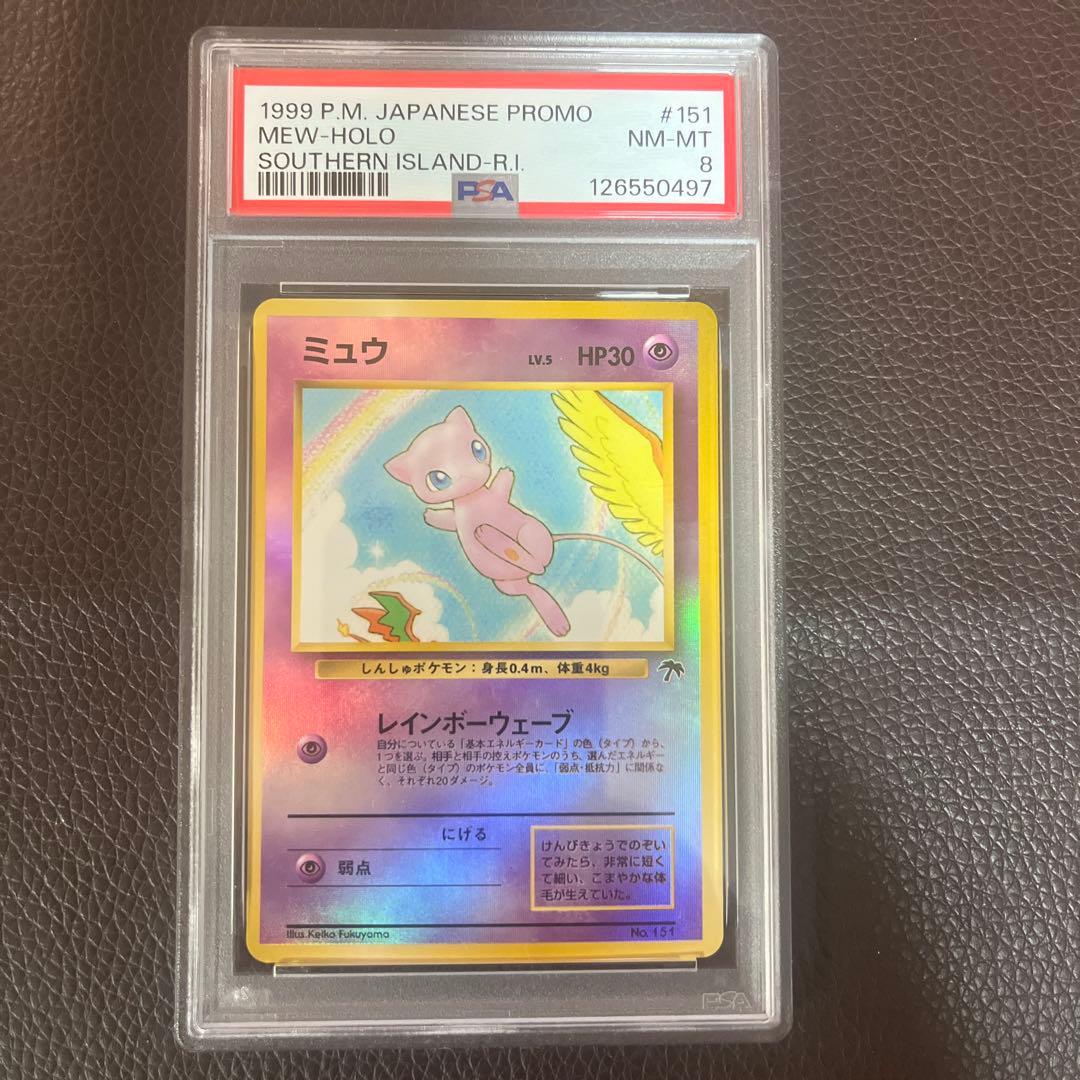 1999 P.M. JAPANESE PROMO #151
MEW-HOLO NM-MT
SOUTHERN ISLAND-R.I. 8
PSA 126550497
ミュウ LV.5 HP30
しんしゅポケモン：身長0.4m、体重4kg
レインボーウェーブ
自分についている「基本エネルギーカード」の色（タイプ）から、
1つを選ぶ。相手と相手の控えポケモンのうち、選んだエネルギー
と同じ色（タイプ）のポケモン全員に、「弱点・抵抗力」に関係な
く、それぞれ20ダメージ。
にげる
弱点
けんびきょうでのぞい
てみたら、非常に短く
て細い、こまやかな体
毛が生えていた。
Illus.Keiko Fukuyama No.151
PSA